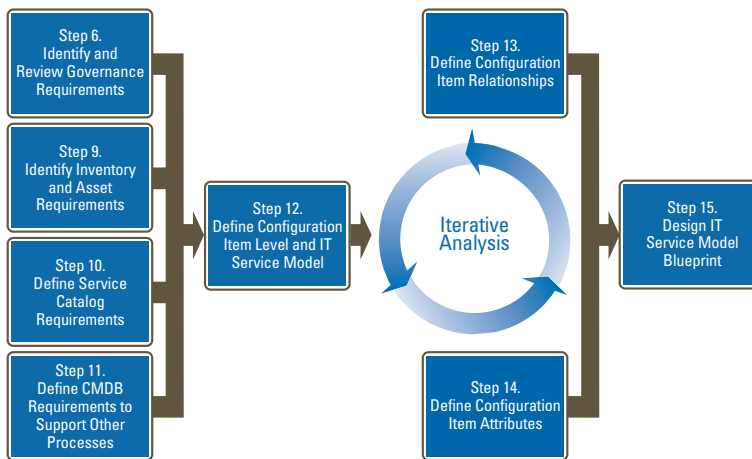 Step 6.
Identify and
Review Governance
Requirements
Step 9.
Identify Inventory
and Asset
Requirements
Step 10.
Define Service
Catalog
Requirements
Step 11.
Define CMDB
Requirements to
Support Other
Processes
Step 12.
Define Configuration
Item Level and IT
Service Model
Step 13.
Define Configuration
Item Relationships
Iterative
Analysis
Step 14.
Define Configuration
Item Attributes
Step 15.
Design IT
Service Model
Blueprint